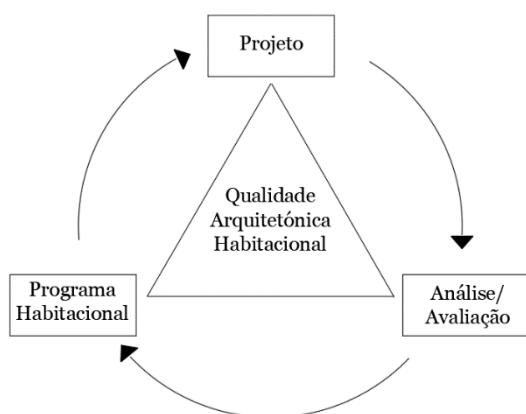 Projeto
Qualidade
Arquitetónica
Habitacional
Programa
Habitacional
Análise/
Avaliação